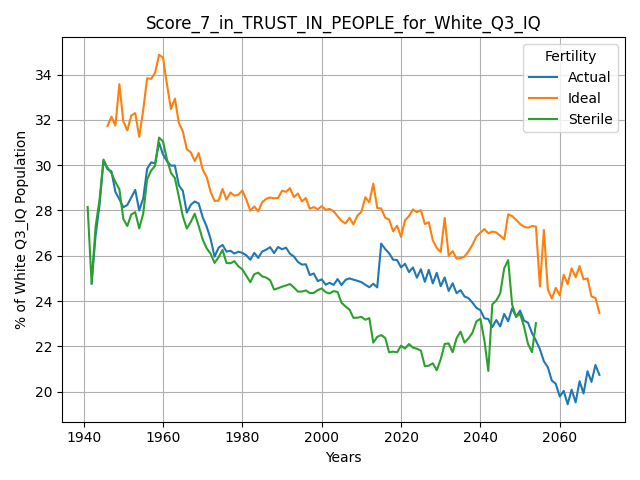 Score_7_in_TRUST_IN_PEOPLE_for_White_Q3_IQ
Fertility
Actual
Ideal
Sterile
% of White Q3_IQ Population
34
32
30
28
26
24
22
20
1940
1960
1980
2000
2020
2040
2060
Years